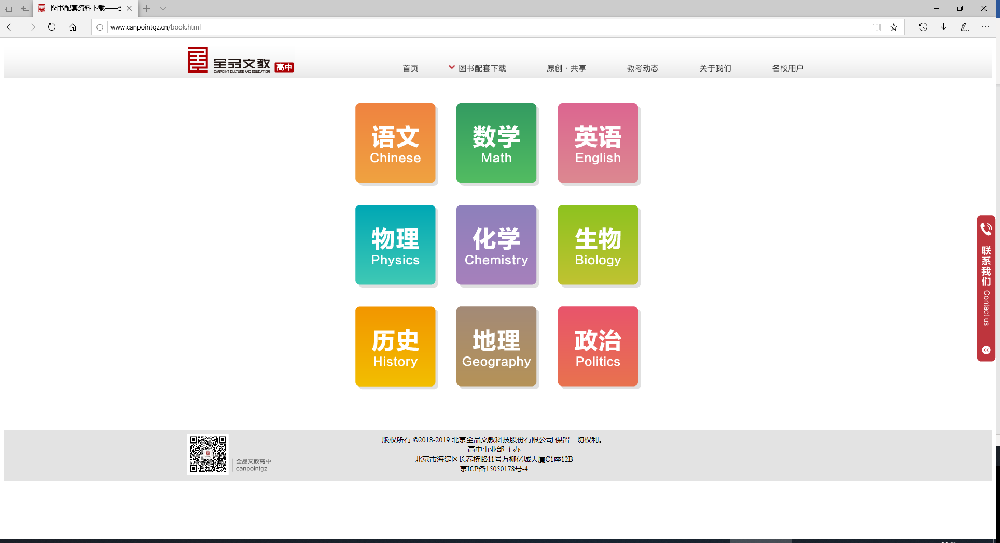 图书配套资料下载——全
www.canpointgz.cn/book.html
全品文教 高中
CANPOINT CULTURE AND EDUCATION
首页 图书配套下载 原创·共享 教考动态 关于我们 名校用户
语文 数学 英语
Chinese Math English
物理 化学 生物
Physics Chemistry Biology
历史 地理 政治
History Geography Politics
联系我们 Contact us
版权所有 ©2018-2019 北京全品文教科技股份有限公司 保留一切权利。
高中事业部 主办
北京市海淀区长春桥路11号万柳亿城大厦C1座12B
京ICP备15050178号-4
全品文教高中
canpointgz